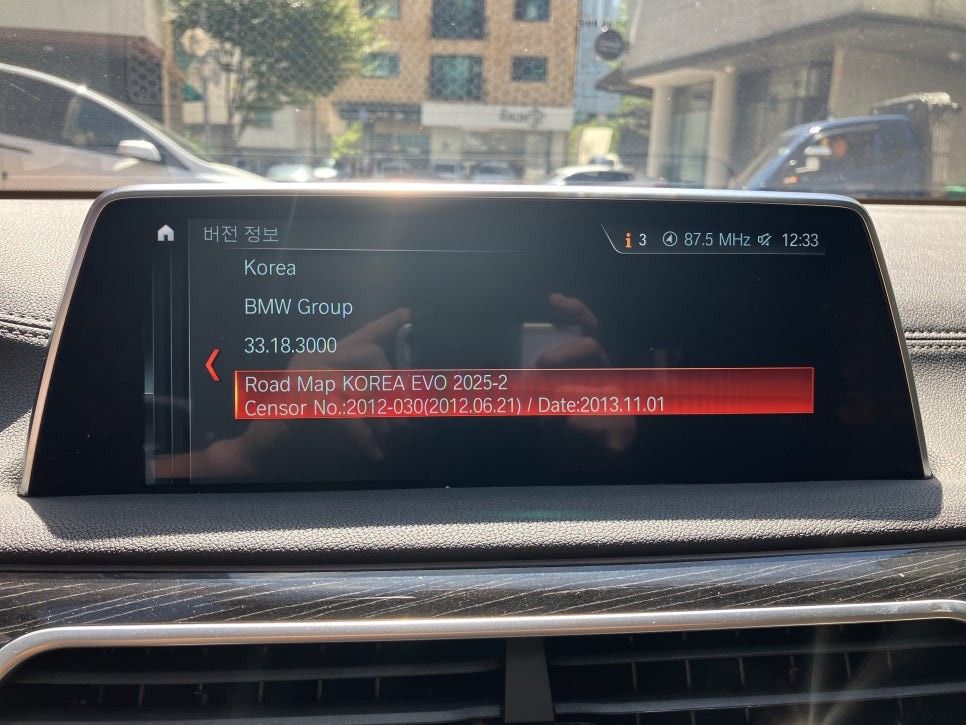 버전 정보
3 87.5 MHz 12:33
Korea
BMW Group
33.18.3000
Road Map KOREA EVO 2025-2
Censor No.:2012-030(2012.06.21) / Date:2013.11.01